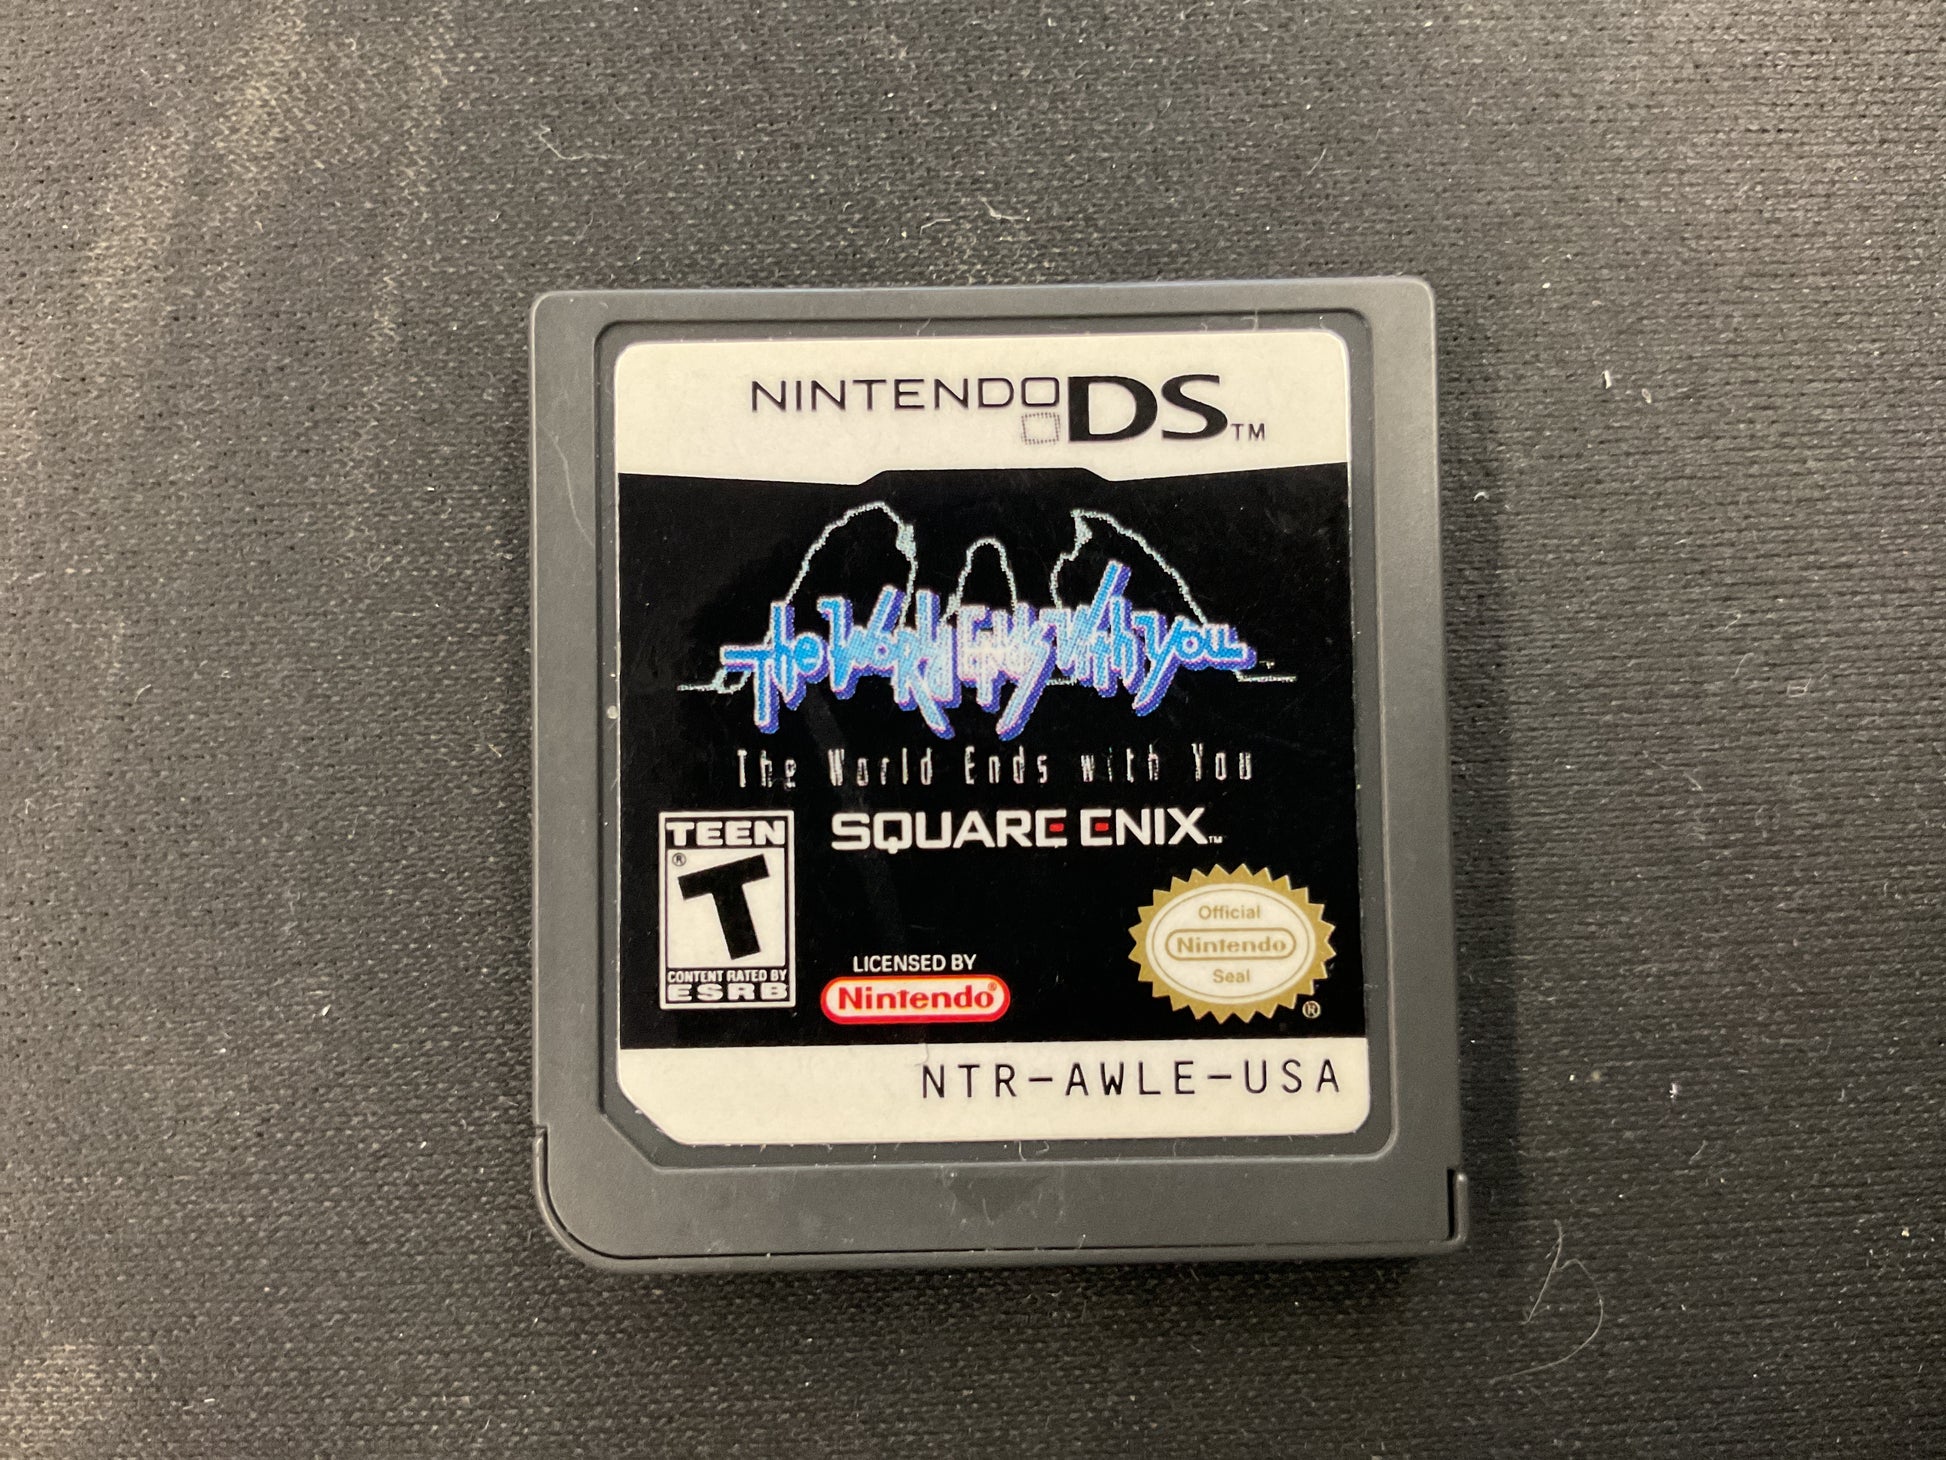 NINTENDO DS™
The World Ends With You
The World Ends with You
SQUARE ENIX™
TEEN
®
T
CONTENT RATED BY
ESRB
LICENSED BY
Nintendo®
Official
Nintendo
Seal
®
NTR-AWLE-USA